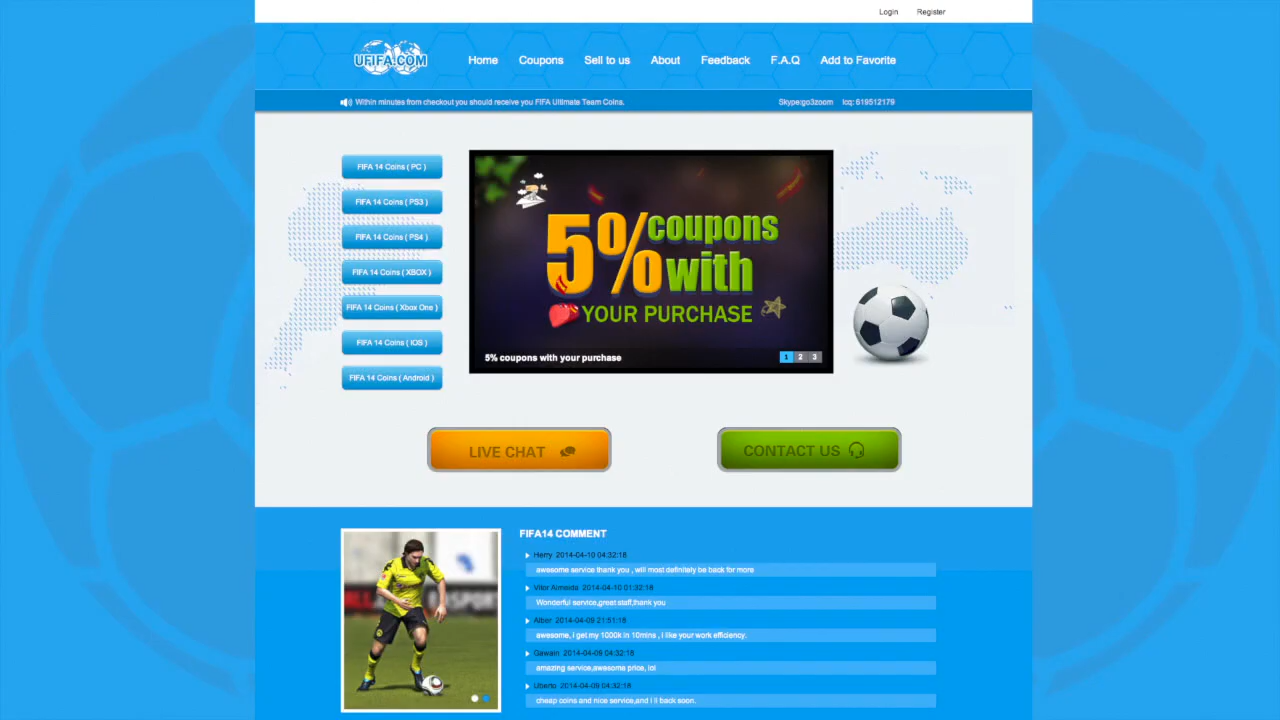 Login Register
UFIFA.COM
Home Coupons Sell to us About Feedback F.A.Q Add to Favorite
Within minutes from checkout you should receive you FIFA Ultimate Team Coins. Skype:go3zoom Icq: 619512179
FIFA 14 Coins ( PC )
FIFA 14 Coins ( PS3 )
FIFA 14 Coins ( PS4 )
FIFA 14 Coins ( XBOX )
FIFA 14 Coins ( Xbox One )
FIFA 14 Coins ( IOS )
FIFA 14 Coins ( Android )
5% coupons
with
YOUR PURCHASE
5% coupons with your purchase
1 2 3
LIVE CHAT
CONTACT US
FIFA14 COMMENT
Herry 2014-04-10 04:32:18
awesome service thank you , will most definitely be back for more
Vitor Almeida 2014-04-10 01:32:18
Wonderful service,great staff,thank you
Alber 2014-04-09 21:51:18
awesome, i get my 1000k in 10mins , i like your work efficiency.
Gawain 2014-04-09 04:32:18
amazing service,awesome price, lol
Uberto 2014-04-09 04:32:18
cheap coins and nice service,and I ll back soon.